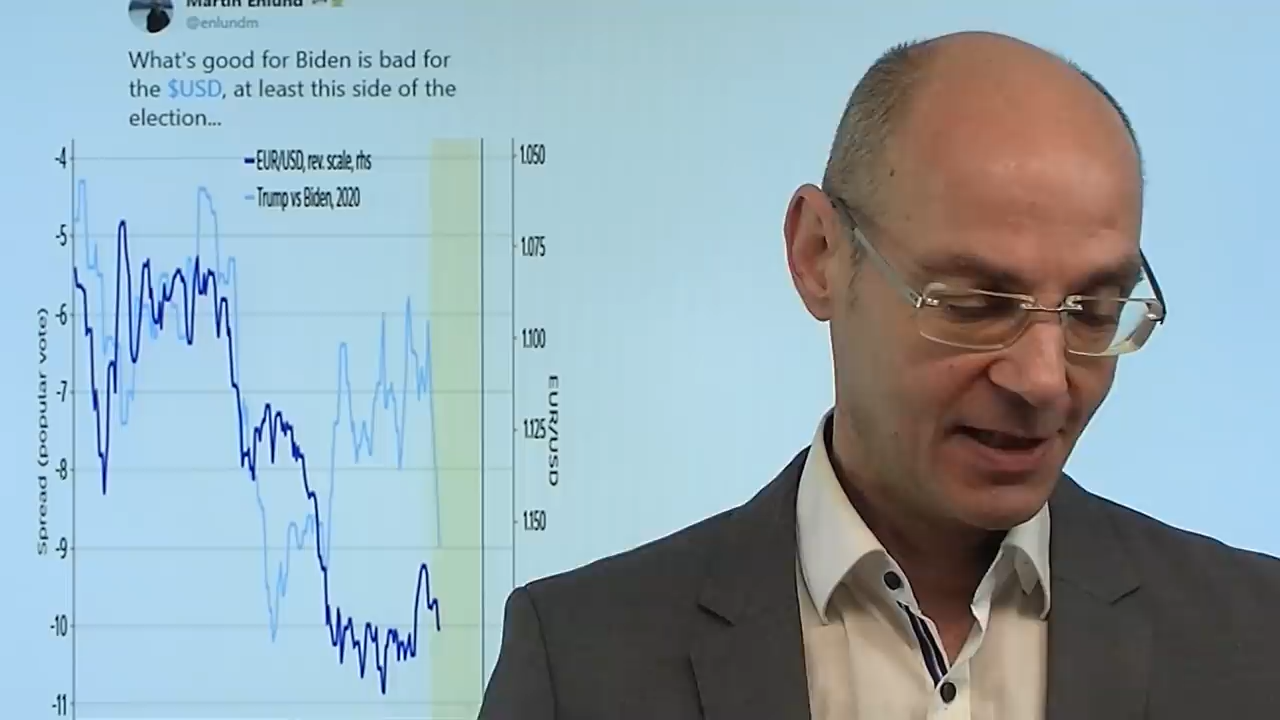 Martin Enlund
@enlundm
What's good for Biden is bad for
the $USD, at least this side of the
election...
EUR/USD, rev. scale, rhs
Trump vs Biden, 2020
-4
-5
-6
-7
-8
-9
-10
-11
Spread (popular vote)
1.050
1.075
1.100
1.125
1.150
EUR/USD